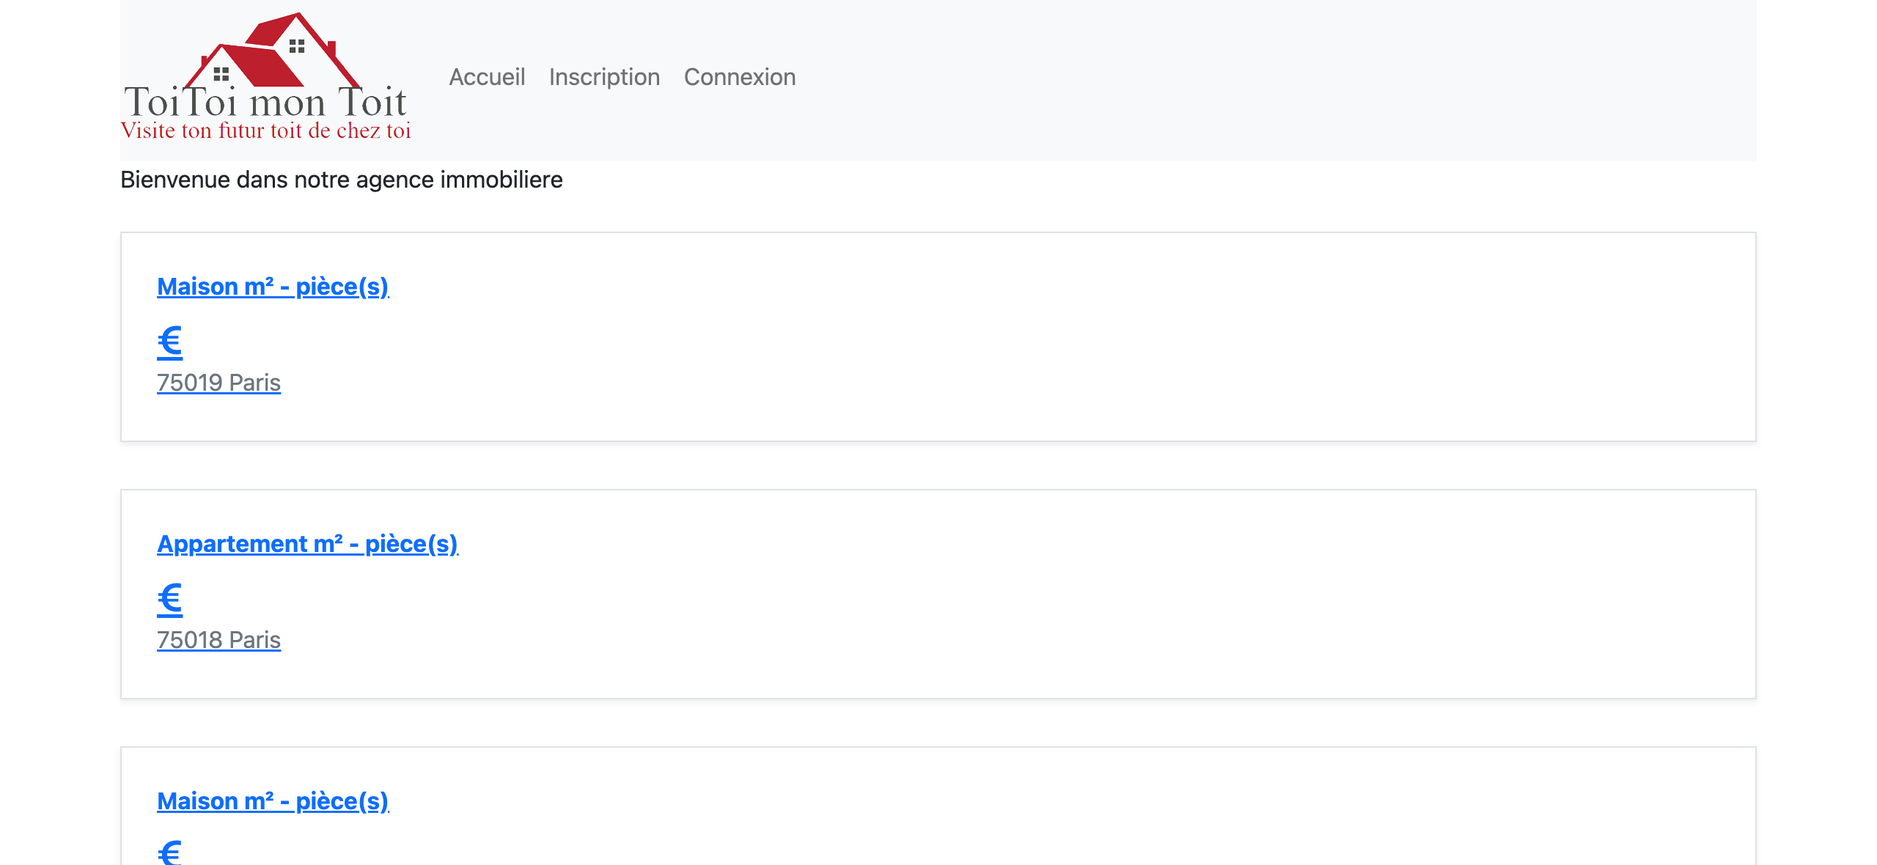 ToiToi mon Toit
Visite ton futur toit de chez toi
Accueil Inscription Connexion
Bienvenue dans notre agence immobiliere
Maison m² - pièce(s)
€
75019 Paris
Appartement m² - pièce(s)
€
75018 Paris
Maison m² - pièce(s)
€